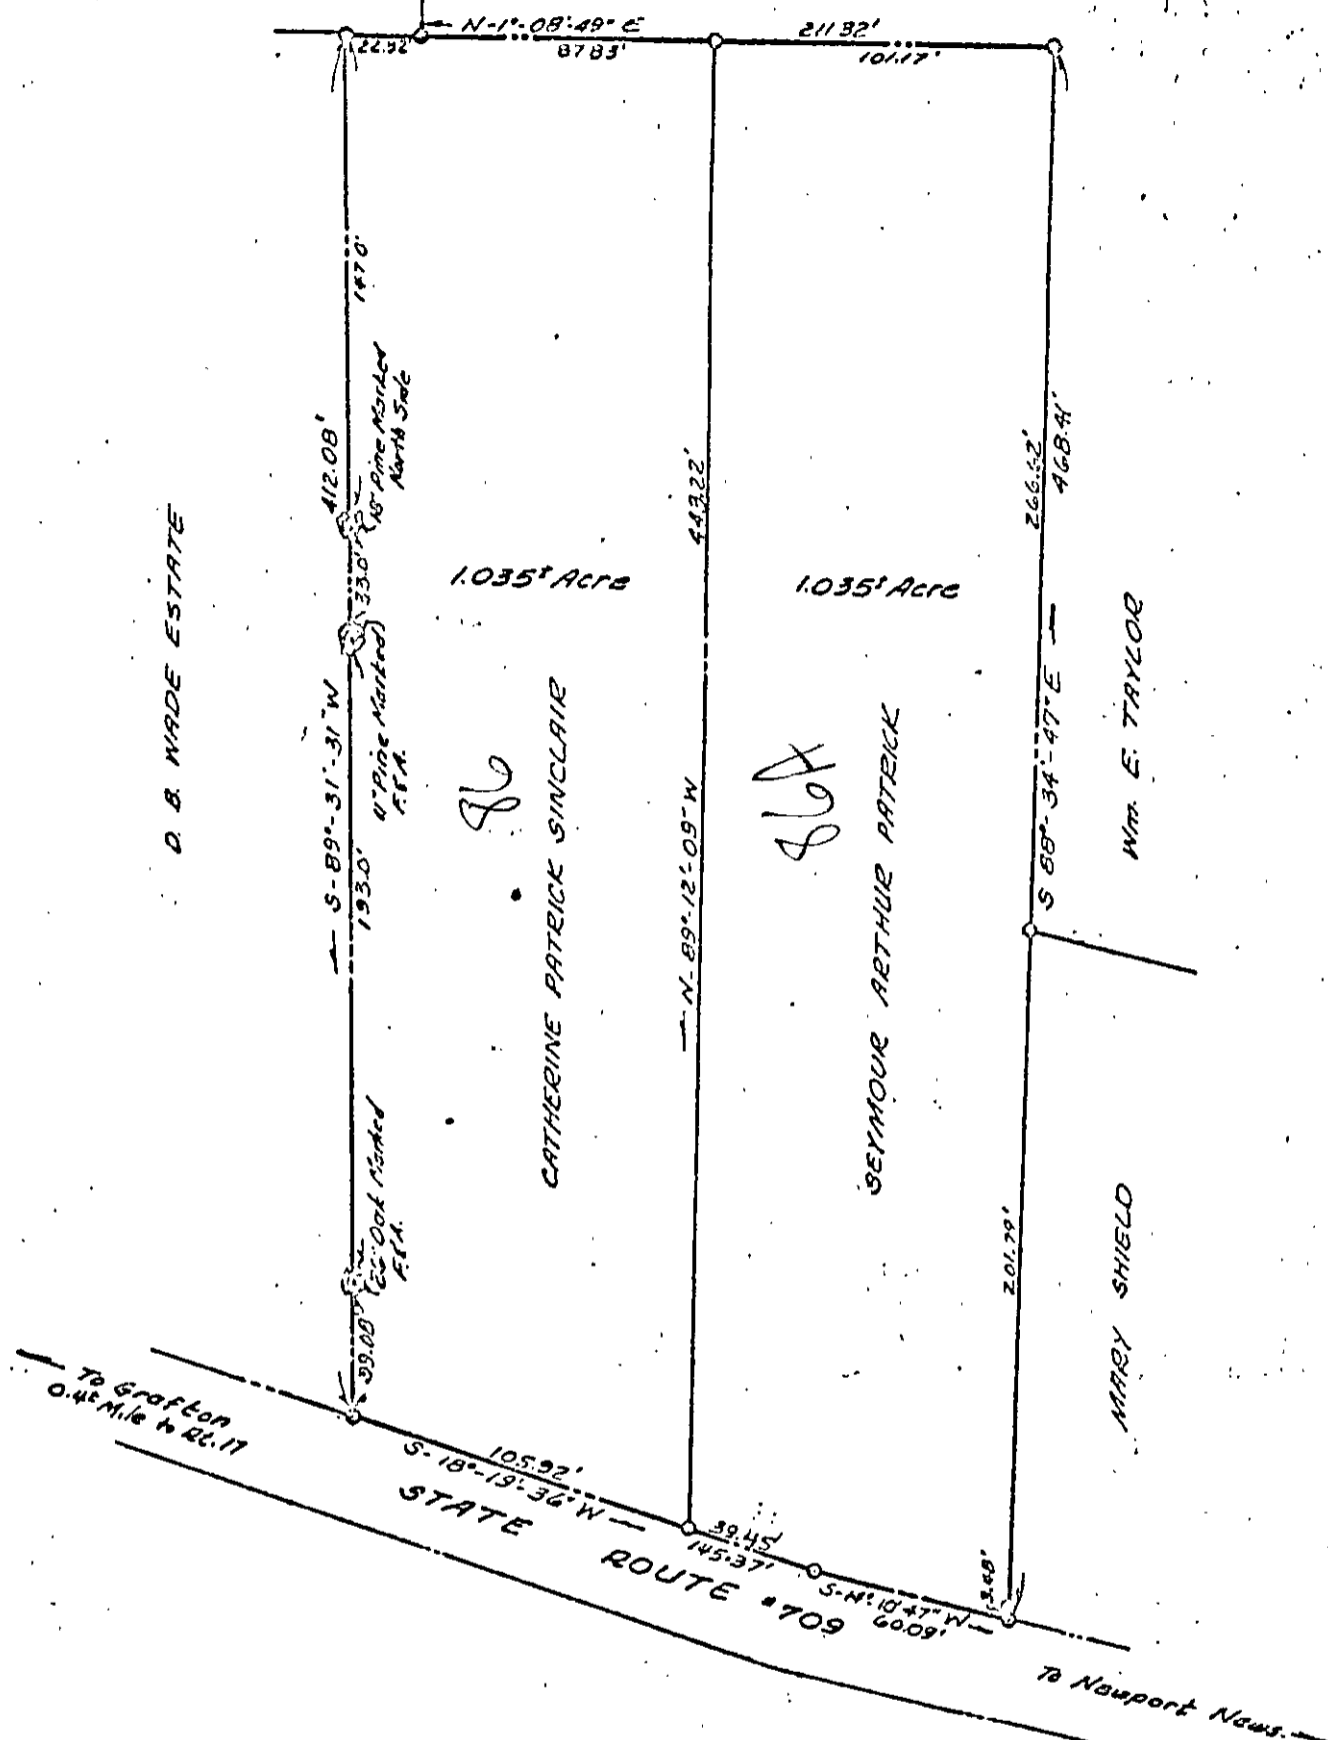 N-1°-08'-49" E
211.32'
22.32'
87.83'
101.17'
147.0'
412.08'
18" Pine Marked
North Side
33.0'
443.22'
266.62'
468.41'
1.035± Acre
1.035± Acre
D. B. WADE ESTATE
S-89°-31'-31" W
193.0'
11" Pine Marked
F.&A.
86
CATHERINE PATRICK SINCLAIR
N-89°-12'-09" W
86A
SEYMOUR ARTHUR PATRICK
S 88°-34'-47" E
Wm. E. TAYLOR
Oak Marked
F.&A.
39.08'
201.79'
MARY SHIELD
To Grafton
0.4± Mile to Rt. 17
105.92'
S-18°-19'-36" W
39.45'
145.37'
S-14°-10'-47" W
60.09'
STATE ROUTE #709
To Newport News